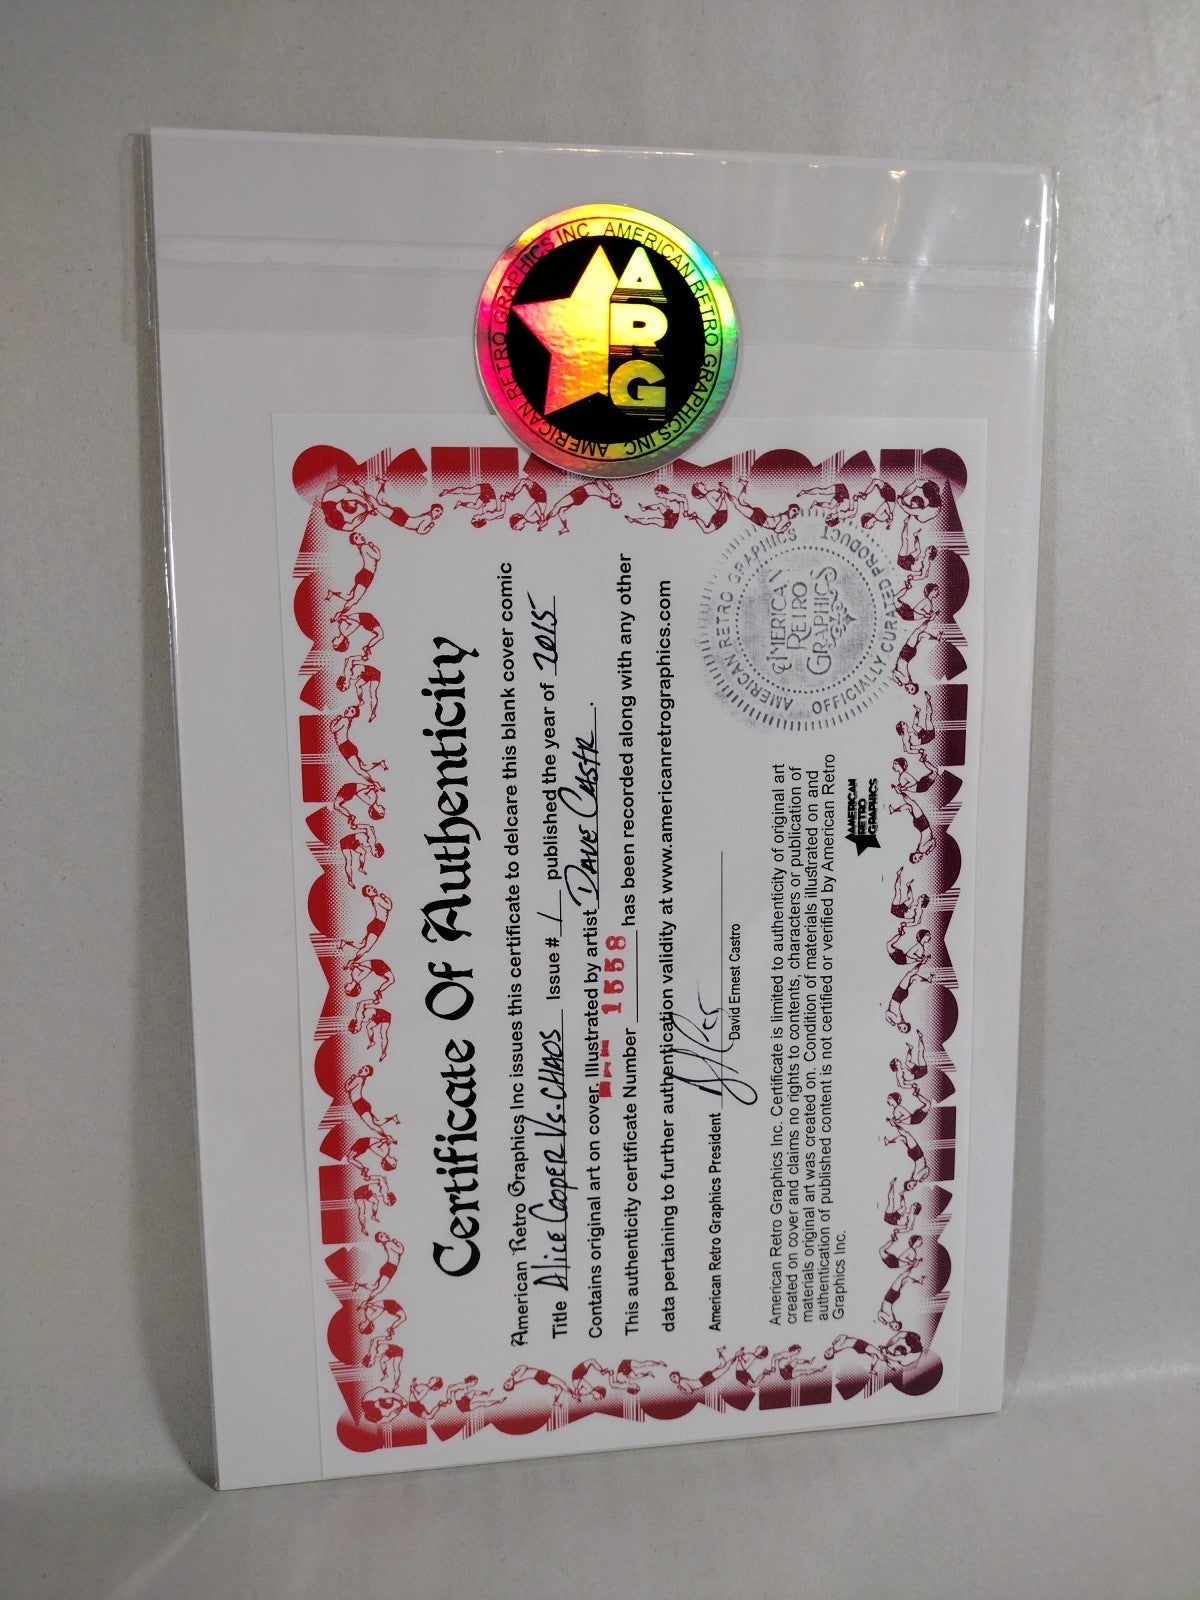 AMERICAN RETRO GRAPHICS INC AMERICAN RETRO GRAPHICS INC
ARG
Certificate Of Authenticity
American Retro Graphics Inc issues this certificate to delcare this blank cover comic
Title Alice Cooper Vs. CHAOS Issue # 1 published the year of 2015
Contains original art on cover. Illustrated by artist Dave Castr.
This authenticity certificate Number 1558 has been recorded along with any other
data pertaining to further authentication validity at www.americanretrographics.com
American Retro Graphics President
David Ernest Castro
American Retro Graphics Inc. Certificate is limited to authenticity of original art
created on cover and claims no rights to contents, characters or publication of
materials original art was created on. Condition of materials illustrated on and
authentication of published content is not certified or verified by American Retro
Graphics Inc.
AMERICAN
RETRO
GRAPHICS
AMERICAN RETRO GRAPHICS
OFFICIALLY CURATED PRODUCT
AMERICAN
RETRO
GRAPHICS